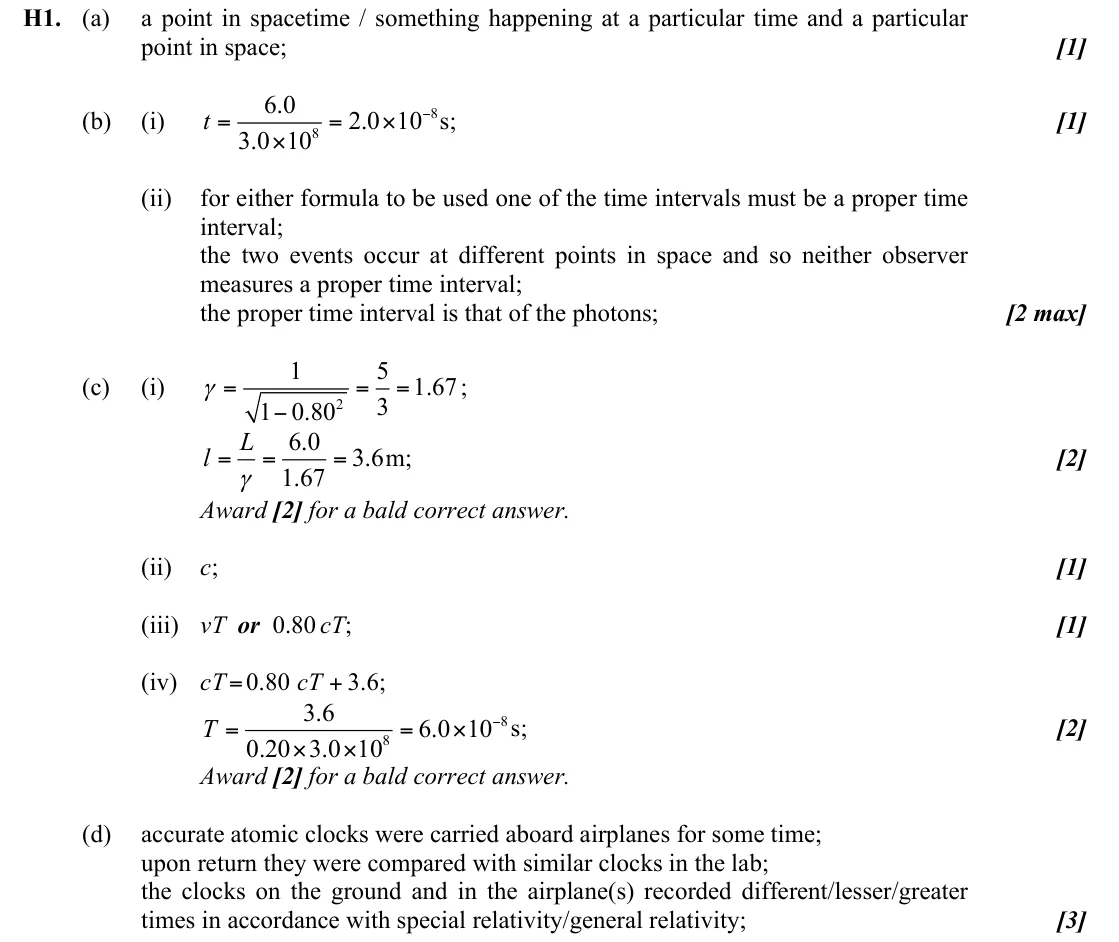 H1. (a) a point in spacetime / something happening at a particular time and a particular
point in space; [1]
(b) (i) t = 6.0 / 3.0×10⁸ = 2.0×10⁻⁸ s; [1]
(ii) for either formula to be used one of the time intervals must be a proper time
interval;
the two events occur at different points in space and so neither observer
measures a proper time interval;
the proper time interval is that of the photons; [2 max]
(c) (i) γ = 1 / √(1−0.80²) = 5/3 = 1.67;
l = L/γ = 6.0/1.67 = 3.6m; [2]
Award [2] for a bald correct answer.
(ii) c; [1]
(iii) vT or 0.80cT; [1]
(iv) cT=0.80 cT+3.6;
T = 3.6 / 0.20×3.0×10⁸ = 6.0×10⁻⁸ s; [2]
Award [2] for a bald correct answer.
(d) accurate atomic clocks were carried aboard airplanes for some time;
upon return they were compared with similar clocks in the lab;
the clocks on the ground and in the airplane(s) recorded different/lesser/greater
times in accordance with special relativity/general relativity; [3]